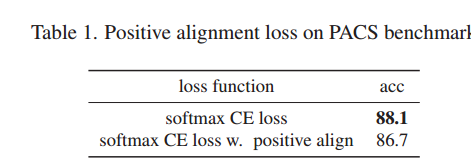 Table 1. Positive alignment loss on PACS benchmark
loss function acc
softmax CE loss 88.1
softmax CE loss w. positive align 86.7